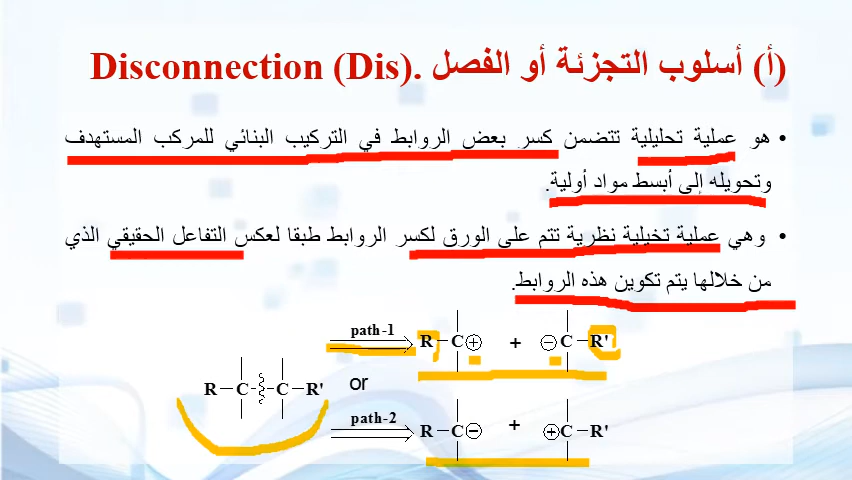 (أ) أسلوب التجزئة أو الفصل .Disconnection (Dis)
• هو عملية تحليلية تتضمن كسر بعض الروابط في التركيب البنائي للمركب المستهدف
وتحويله إلى أبسط مواد أولية.
• وهي عملية تخيلية نظرية تتم على الورق لكسر الروابط طبقا لعكس التفاعل الحقيقي الذي
من خلالها يتم تكوين هذه الروابط.
path-1
R–C⊕ + ⊖C–R'
R–C–C–R'
or
path-2
R–C⊖ + ⊕C–R'